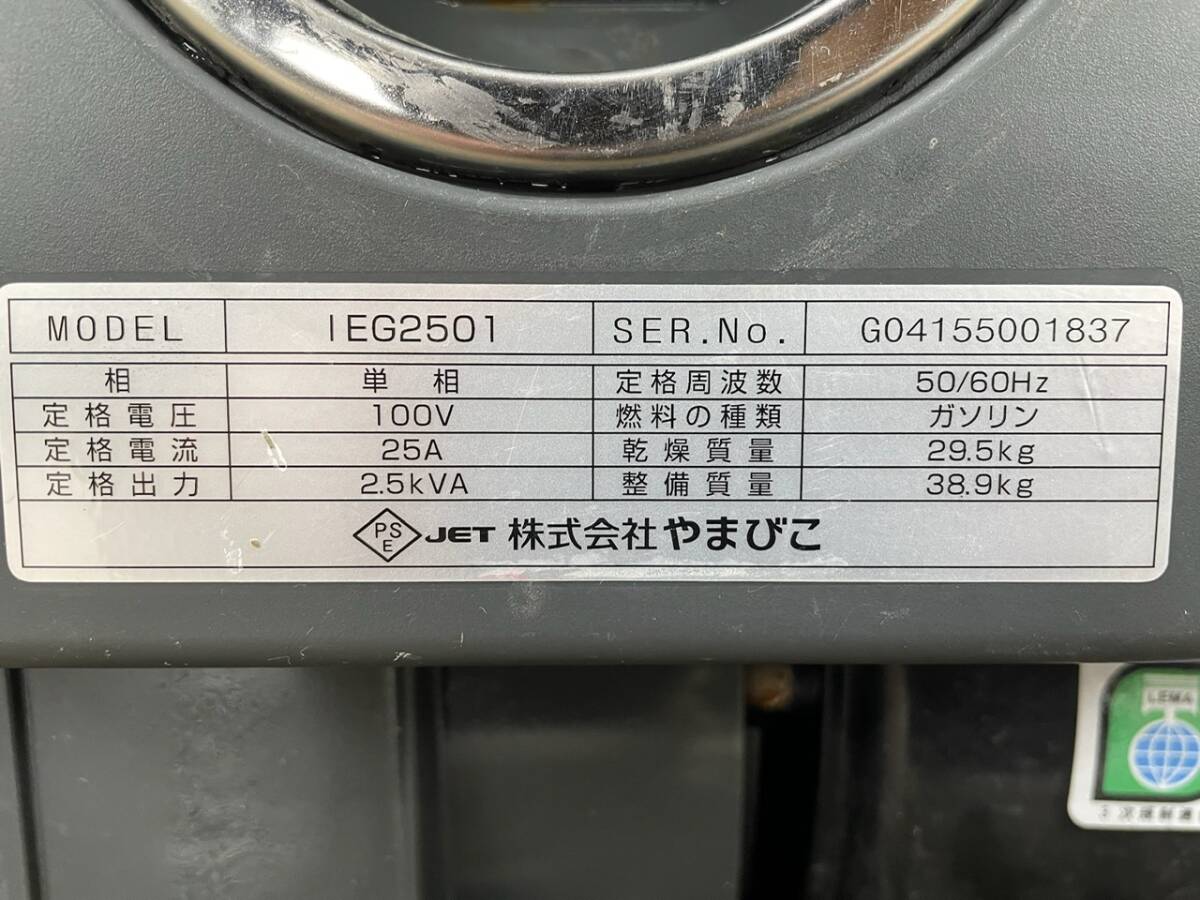 MODEL IEG2501 SER.No. G04155001837
相 単相 定格周波数 50/60Hz
定格電圧 100V 燃料の種類 ガソリン
定格電流 25A 乾燥質量 29.5kg
定格出力 2.5kVA 整備質量 38.9kg
PSE JET 株式会社やまびこ
LEMA